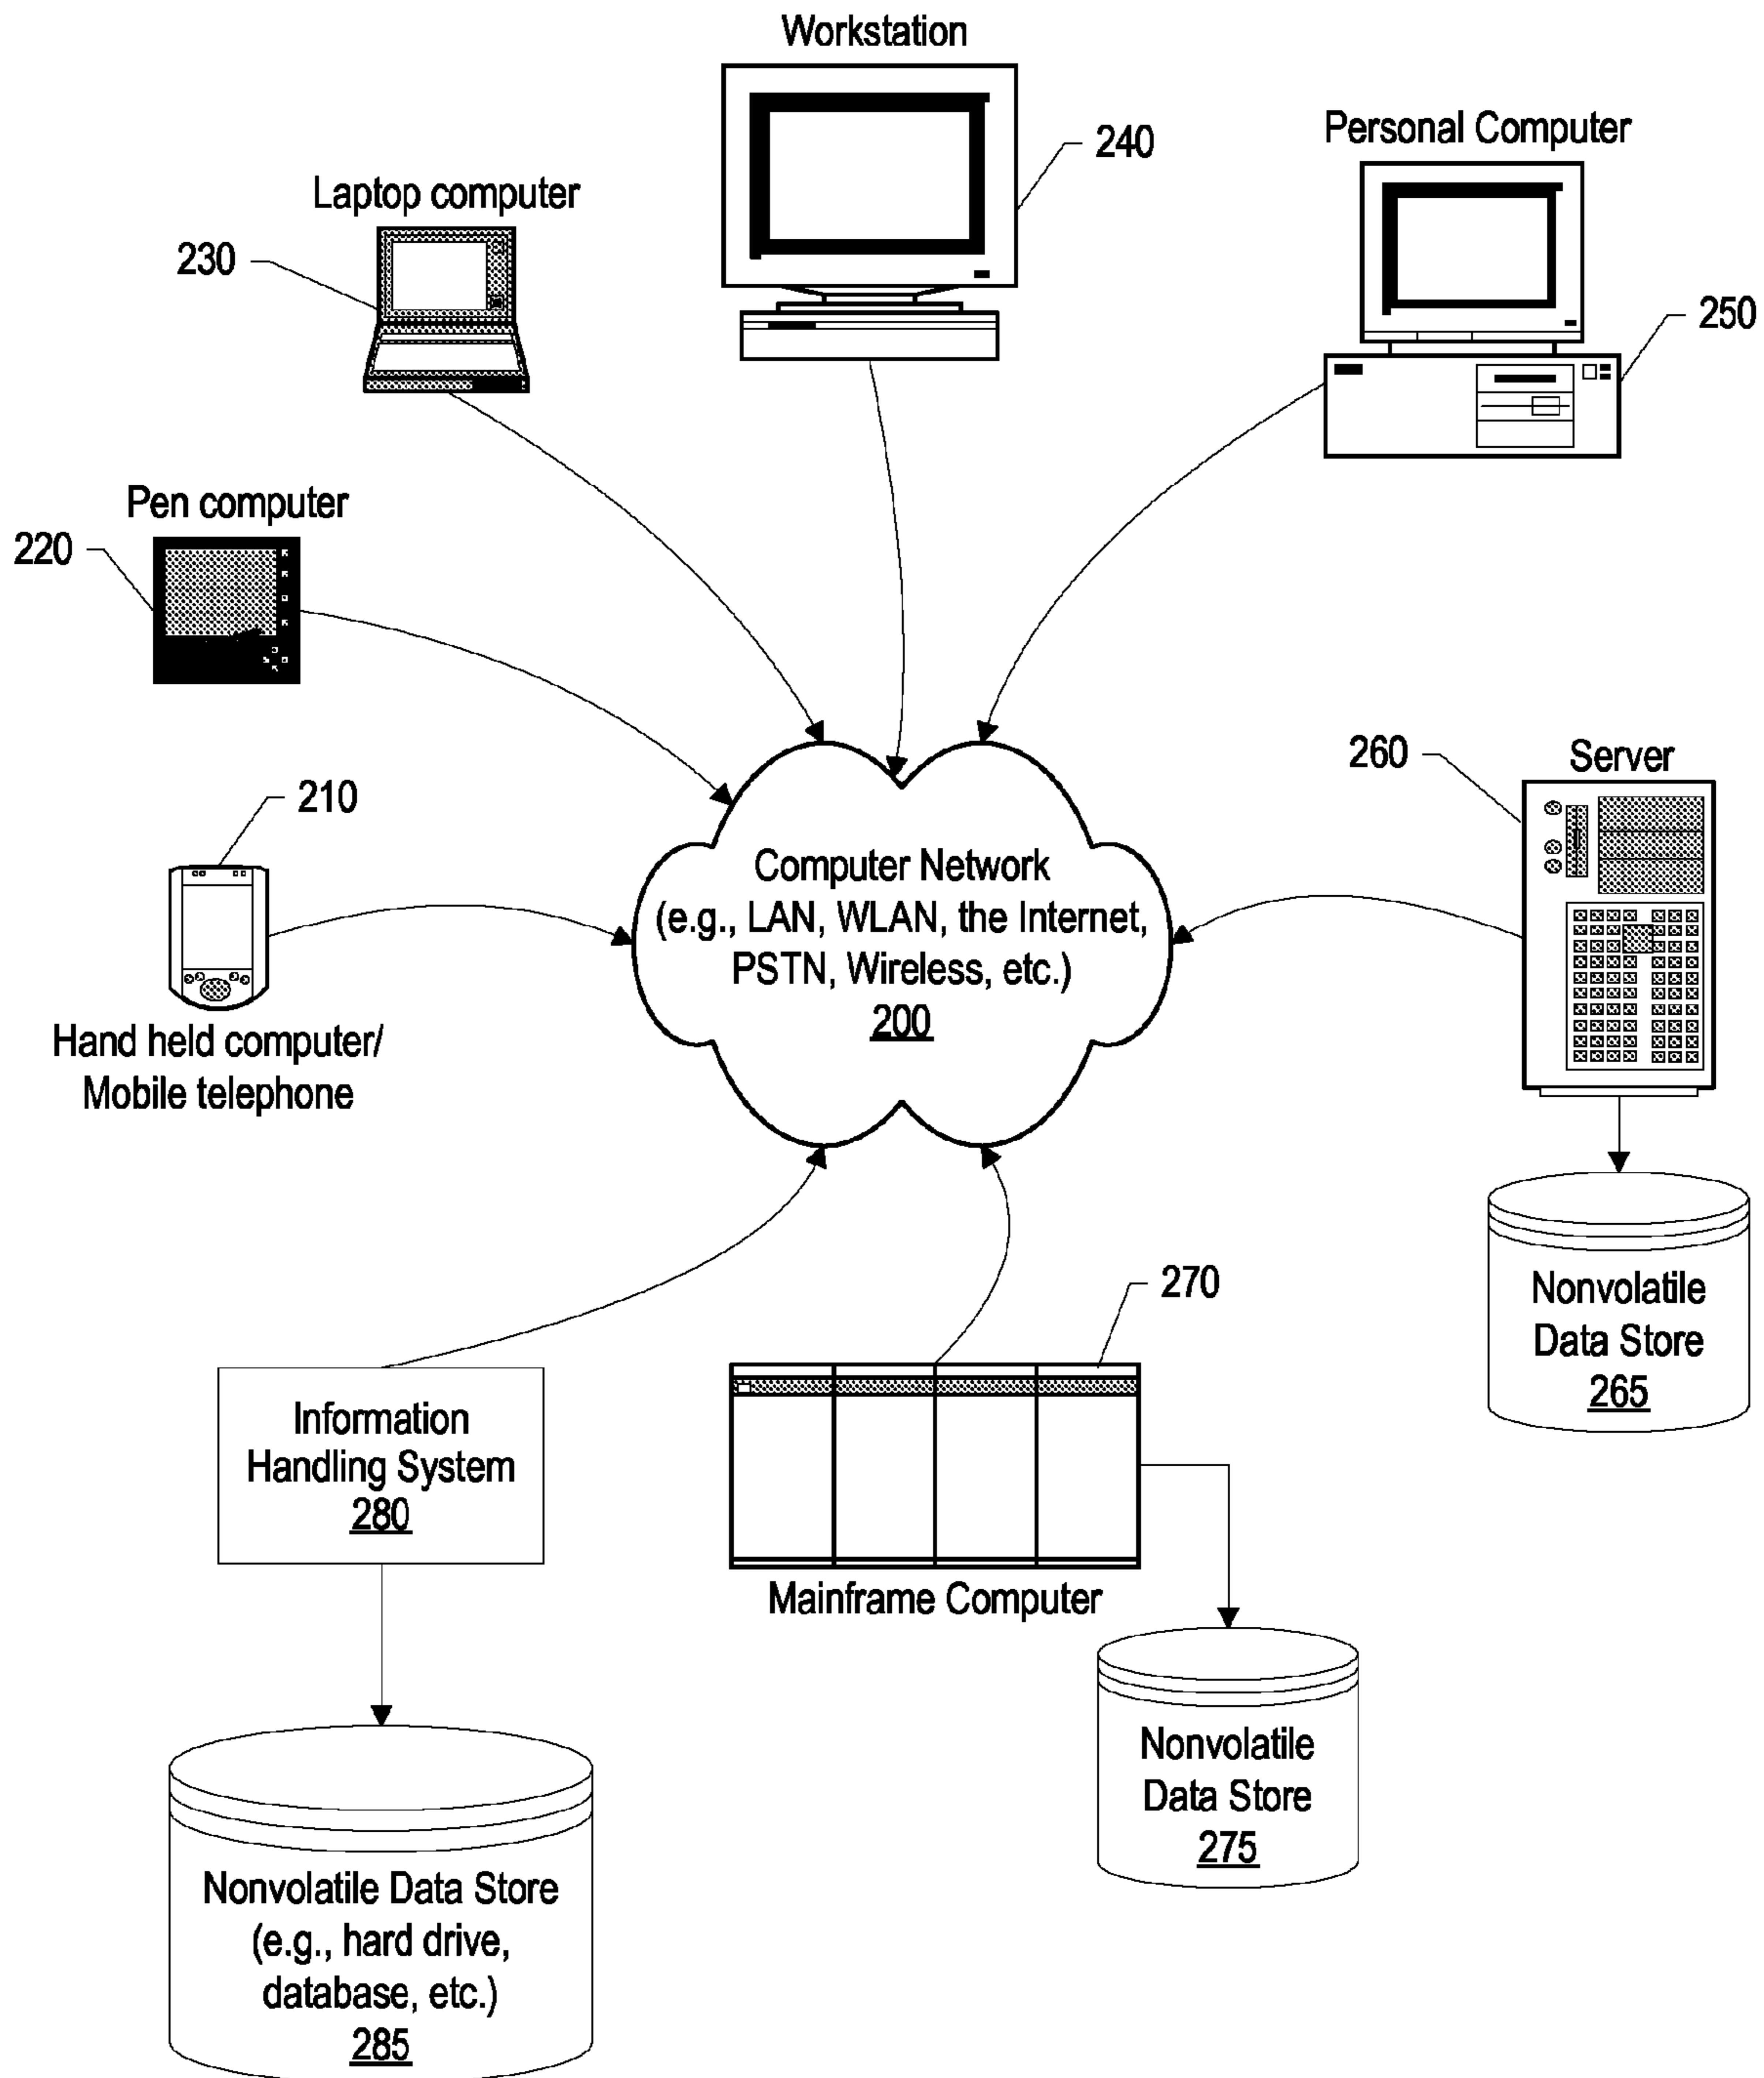 Workstation
240
Personal Computer
250
Laptop computer
230
Pen computer
220
210
Hand held computer/
Mobile telephone
Computer Network
(e.g., LAN, WLAN, the Internet,
PSTN, Wireless, etc.)
200
260
Server
Nonvolatile
Data Store
265
270
Mainframe Computer
Nonvolatile
Data Store
275
Information
Handling System
280
Nonvolatile Data Store
(e.g., hard drive,
database, etc.)
285